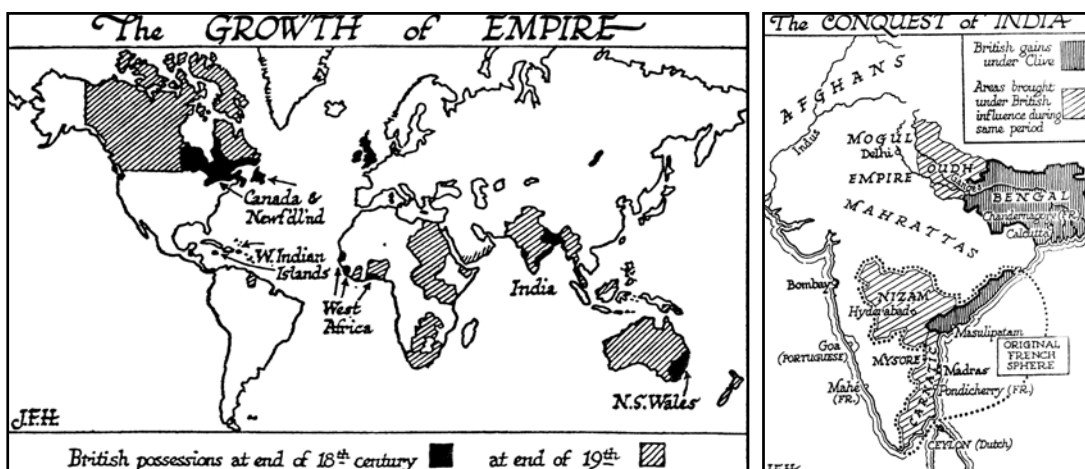 The GROWTH of EMPIRE
Canada &
Newf'dl'nd
W. Indian
Islands
West
Africa
India
N.S. Wales
J.F.H.
British possessions at end of 18th century
at end of 19th
The CONQUEST of INDIA
British gains
under Clive
Areas brought
under British
influence during
same period
AFGHANS
Indus
MOGUL
Delhi
EMPIRE
OUDH
Ganges
BENGAL
Chandernagore (FR.)
Calcutta
MAHRATTAS
Bombay
NIZAM
Hyderabad
Masulipatam
ORIGINAL
FRENCH
SPHERE
Goa
(PORTUGUESE)
MYSORE
CARNATIC
Madras
Pondicherry (FR.)
Mahé
(FR.)
CEYLON (Dutch)
J.F.H.